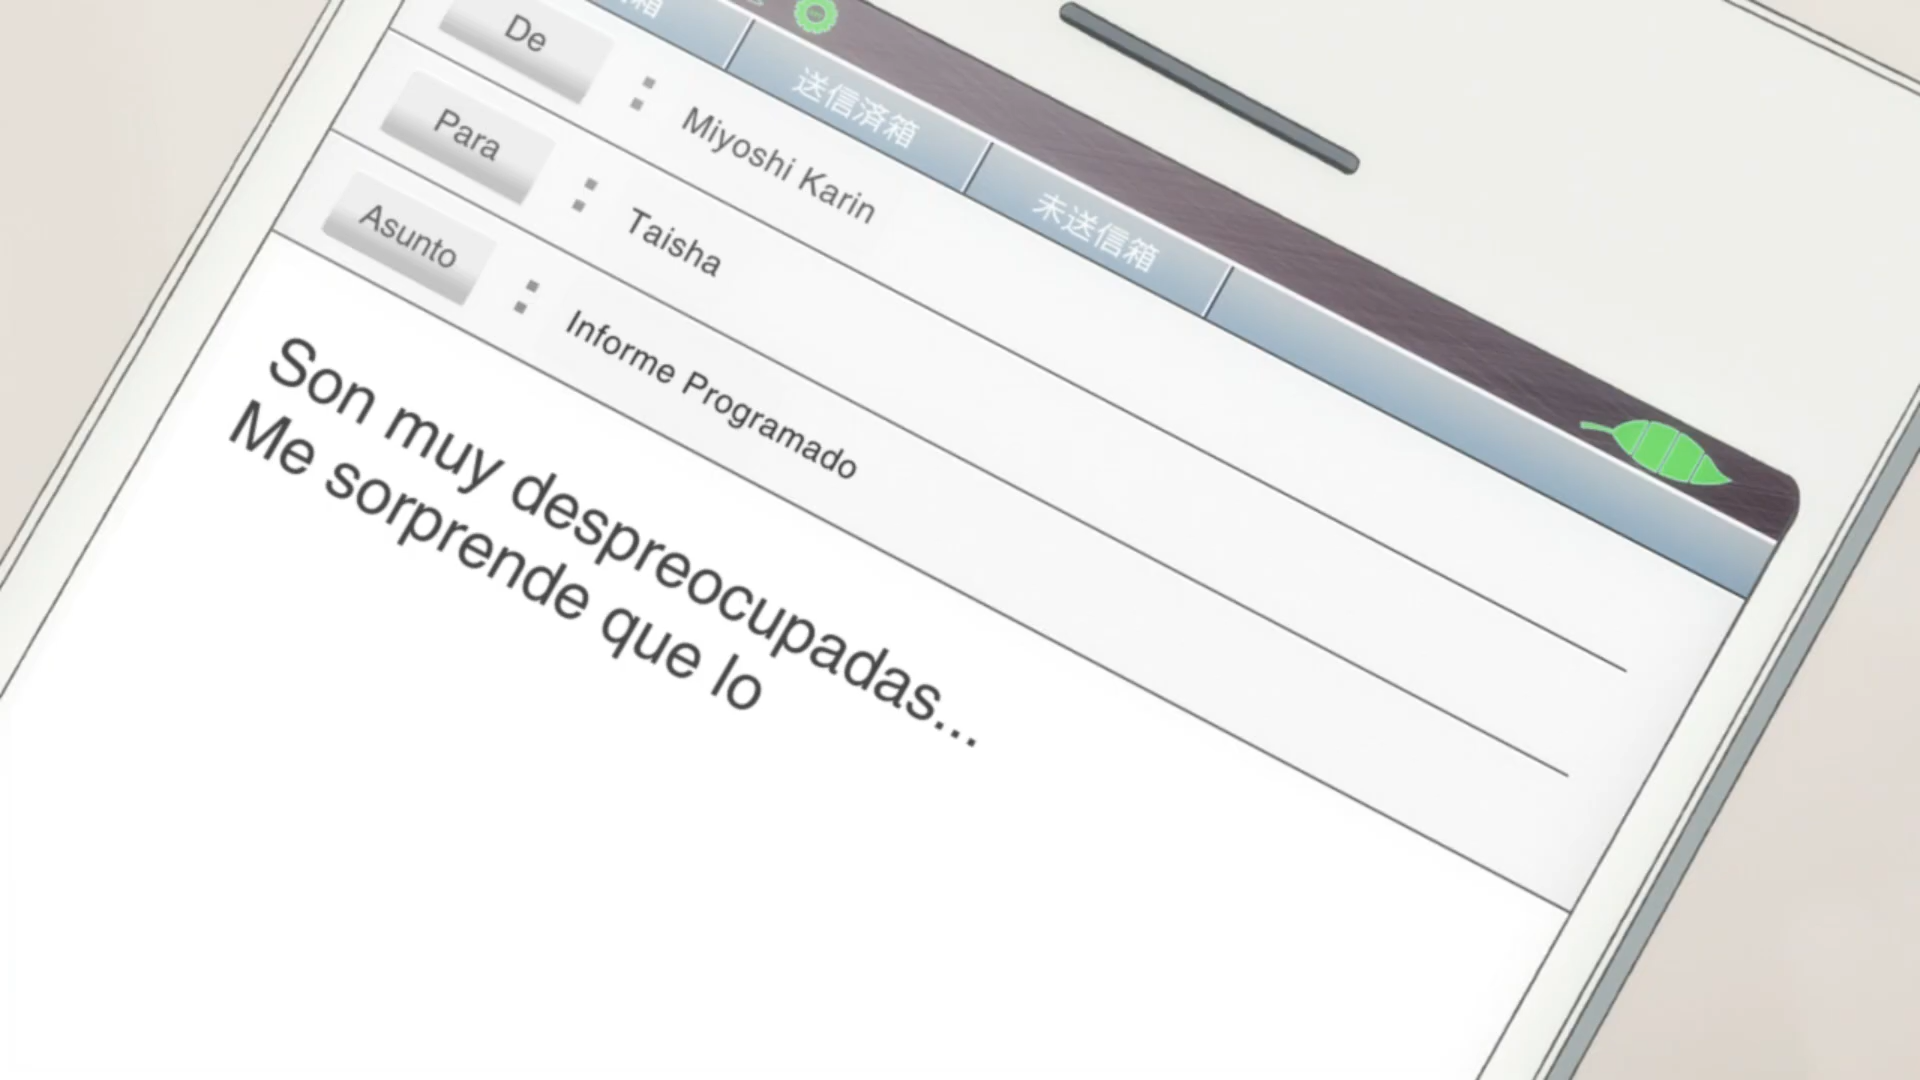 送信済箱
未送信箱
De : Miyoshi Karin
Para : Taisha
Asunto : Informe Programado
Son muy despreocupadas...
Me sorprende que lo